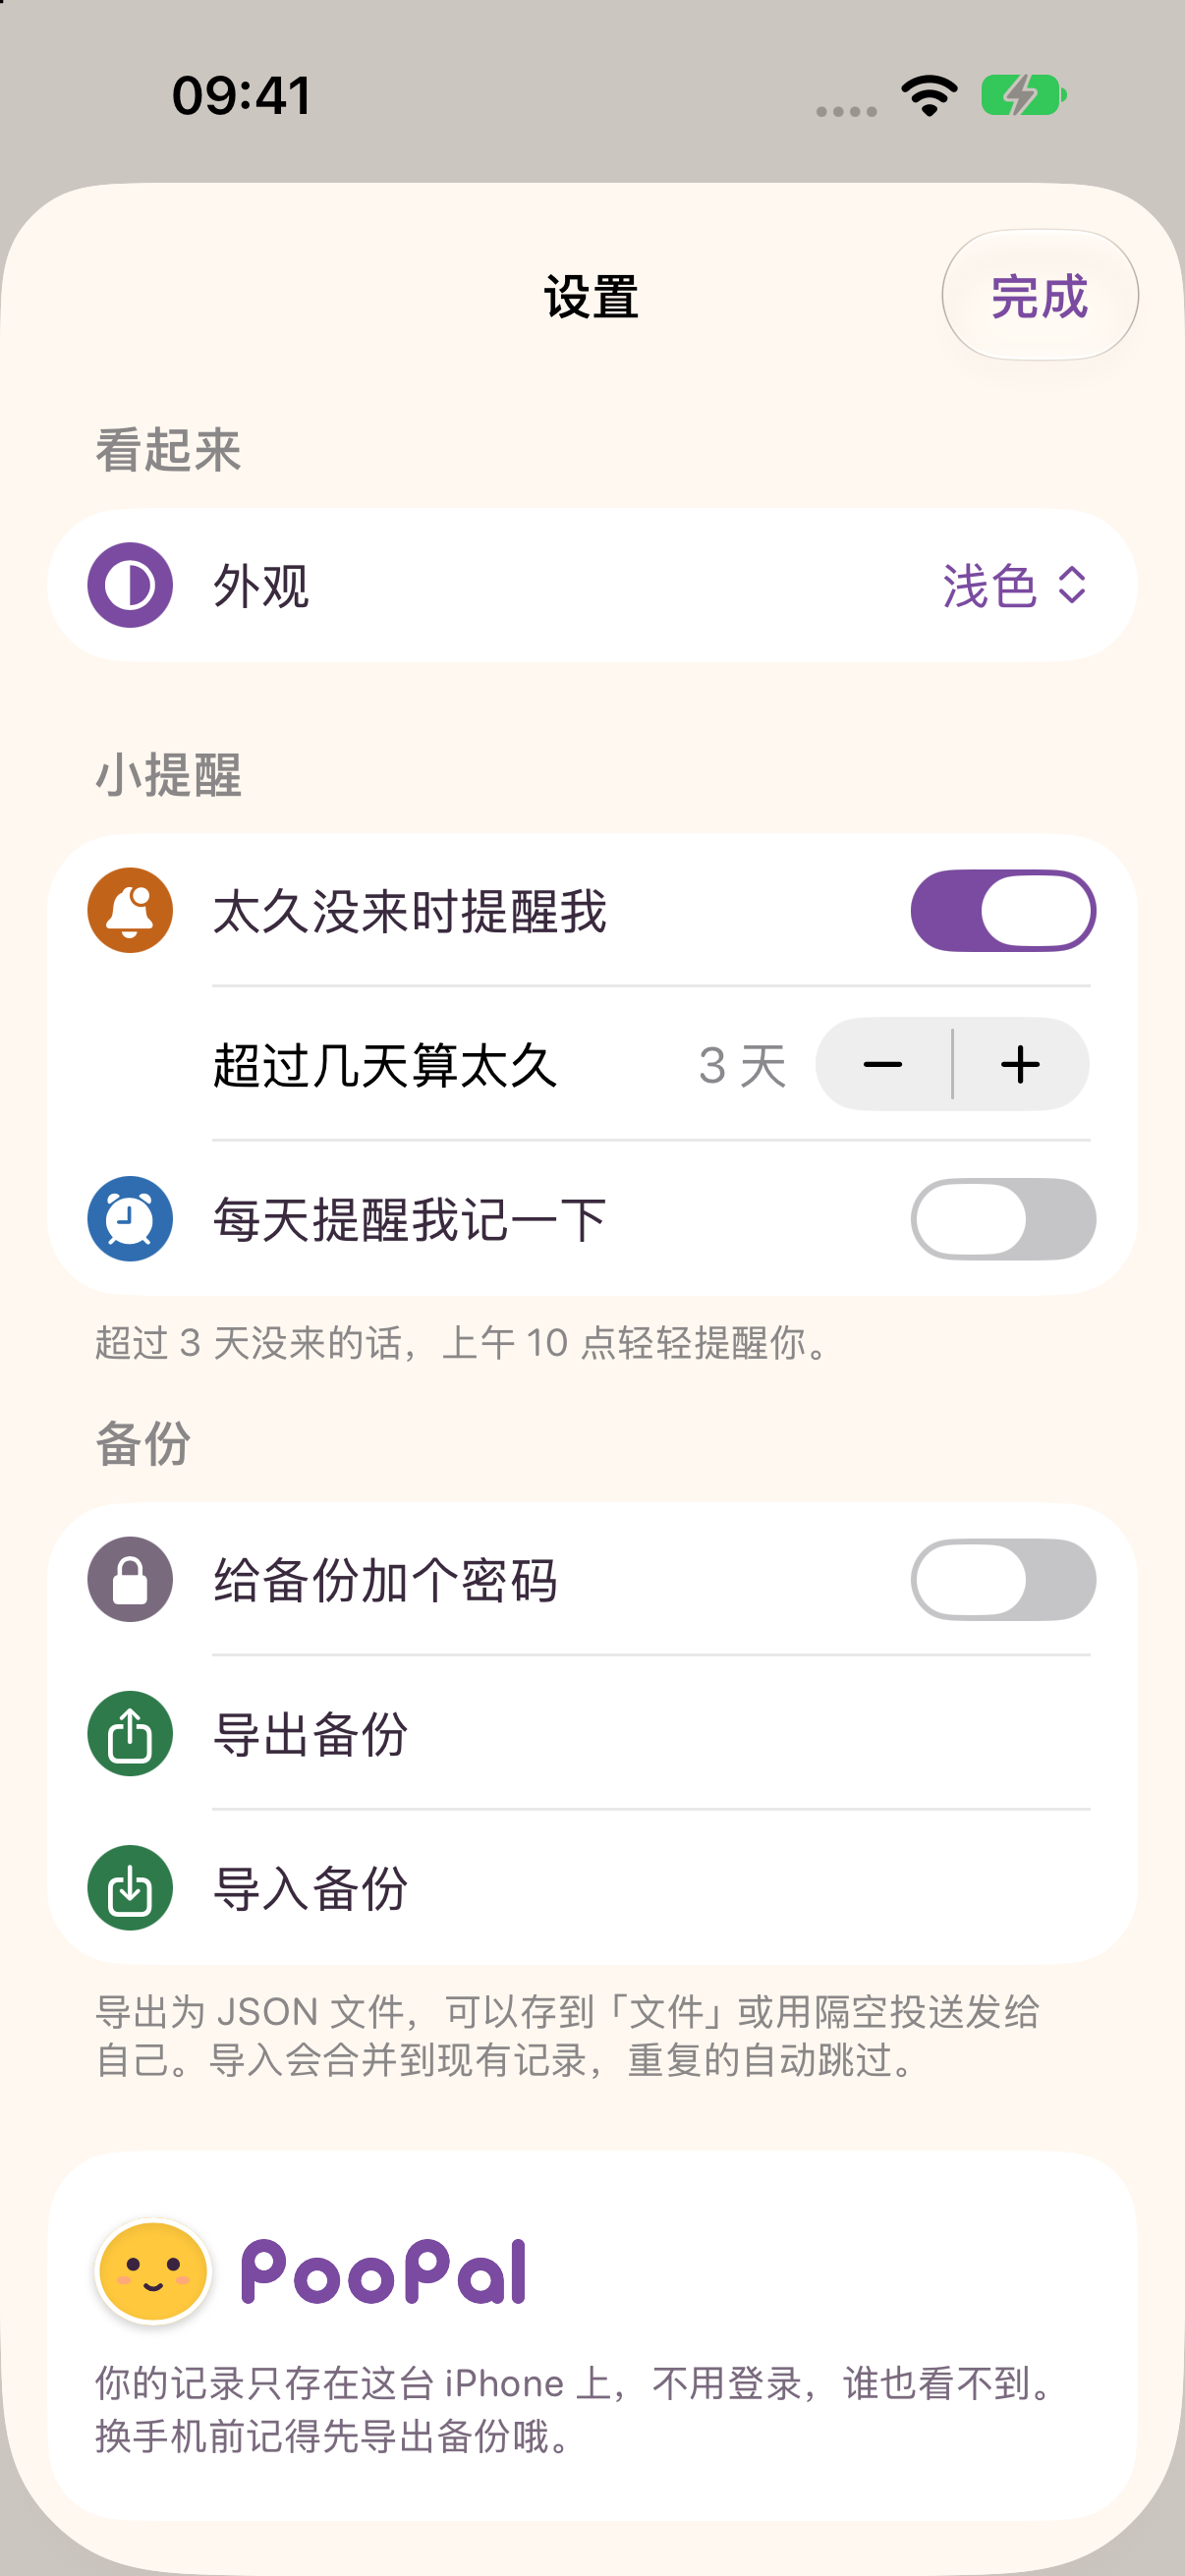 09:41
设置
完成
看起来
外观
浅色
小提醒
太久没来时提醒我
超过几天算太久
3 天
每天提醒我记一下
超过 3 天没来的话，上午 10 点轻轻提醒你。
备份
给备份加个密码
导出备份
导入备份
导出为 JSON 文件，可以存到「文件」或用隔空投送发给
自己。导入会合并到现有记录，重复的自动跳过。
PooPal
你的记录只存在这台 iPhone 上，不用登录，谁也看不到。
换手机前记得先导出备份哦。